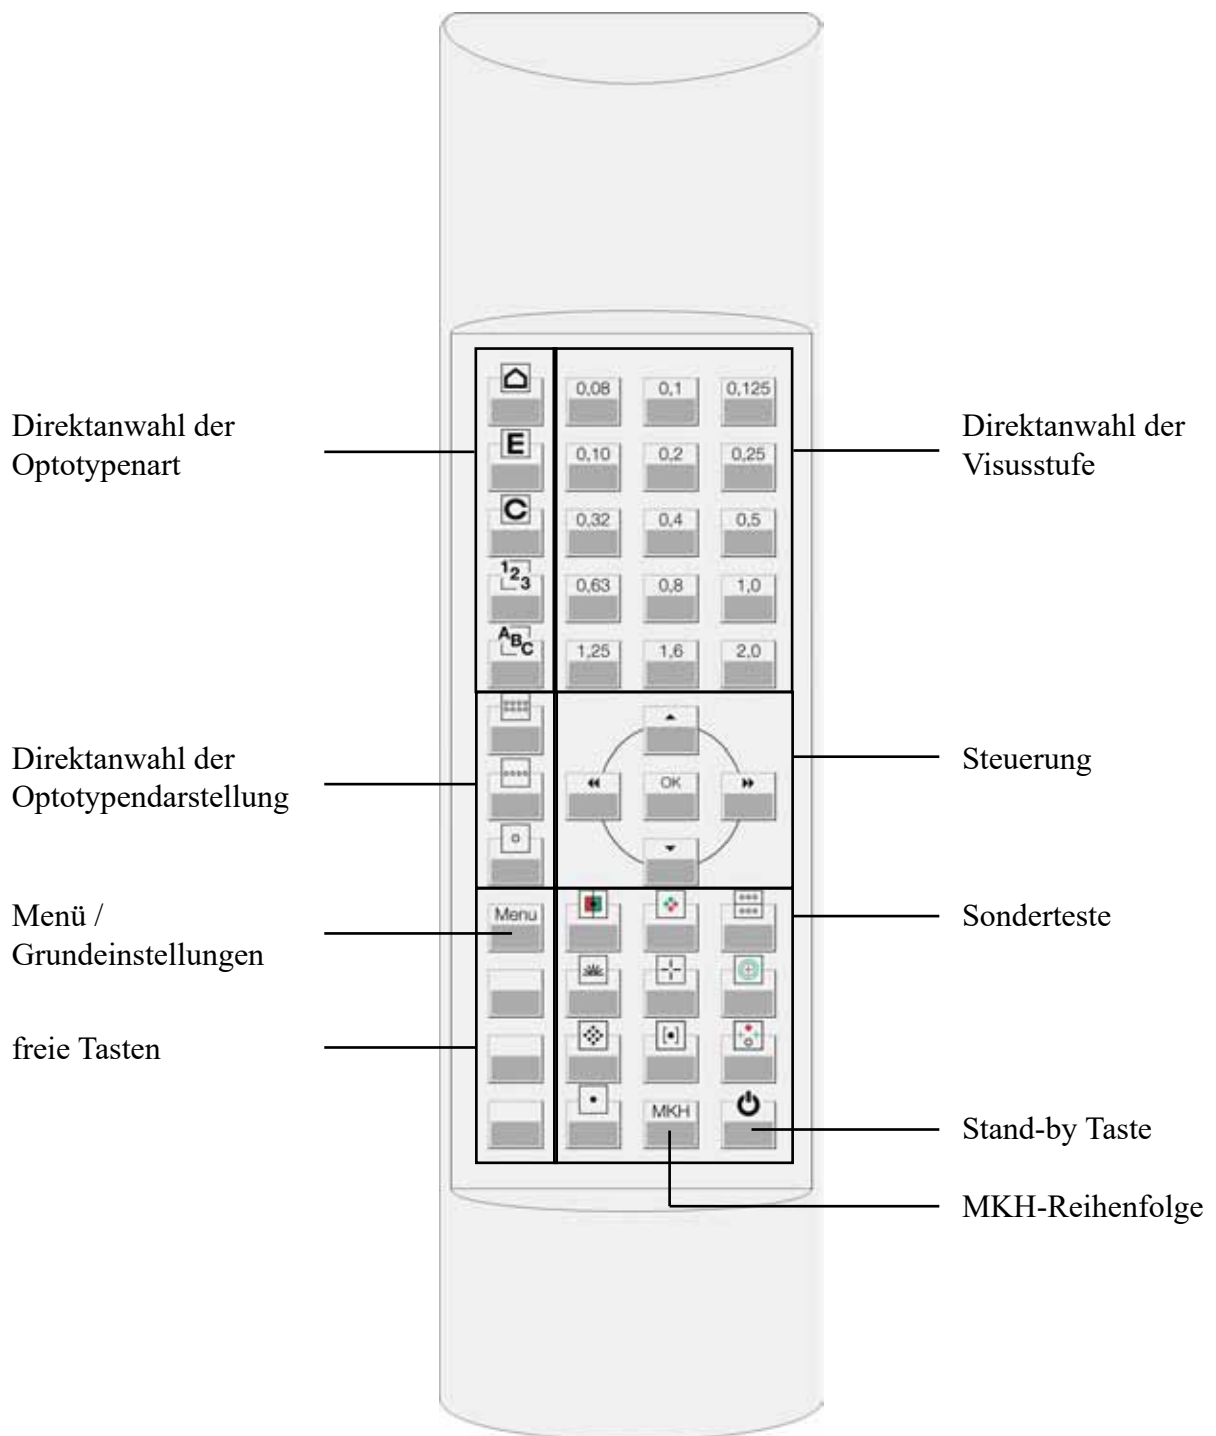 Direktanwahl der
Optotypenart
E
C
123
ABC
0,08 0,1 0,125
0,10 0,2 0,25
0,32 0,4 0,5
0,63 0,8 1,0
1,25 1,6 2,0
Direktanwahl der
Visusstufe
Direktanwahl der
Optotypendarstellung
OK
Steuerung
Menü /
Grundeinstellungen
Menu
Sonderteste
freie Tasten
MKH
Stand-by Taste
MKH-Reihenfolge